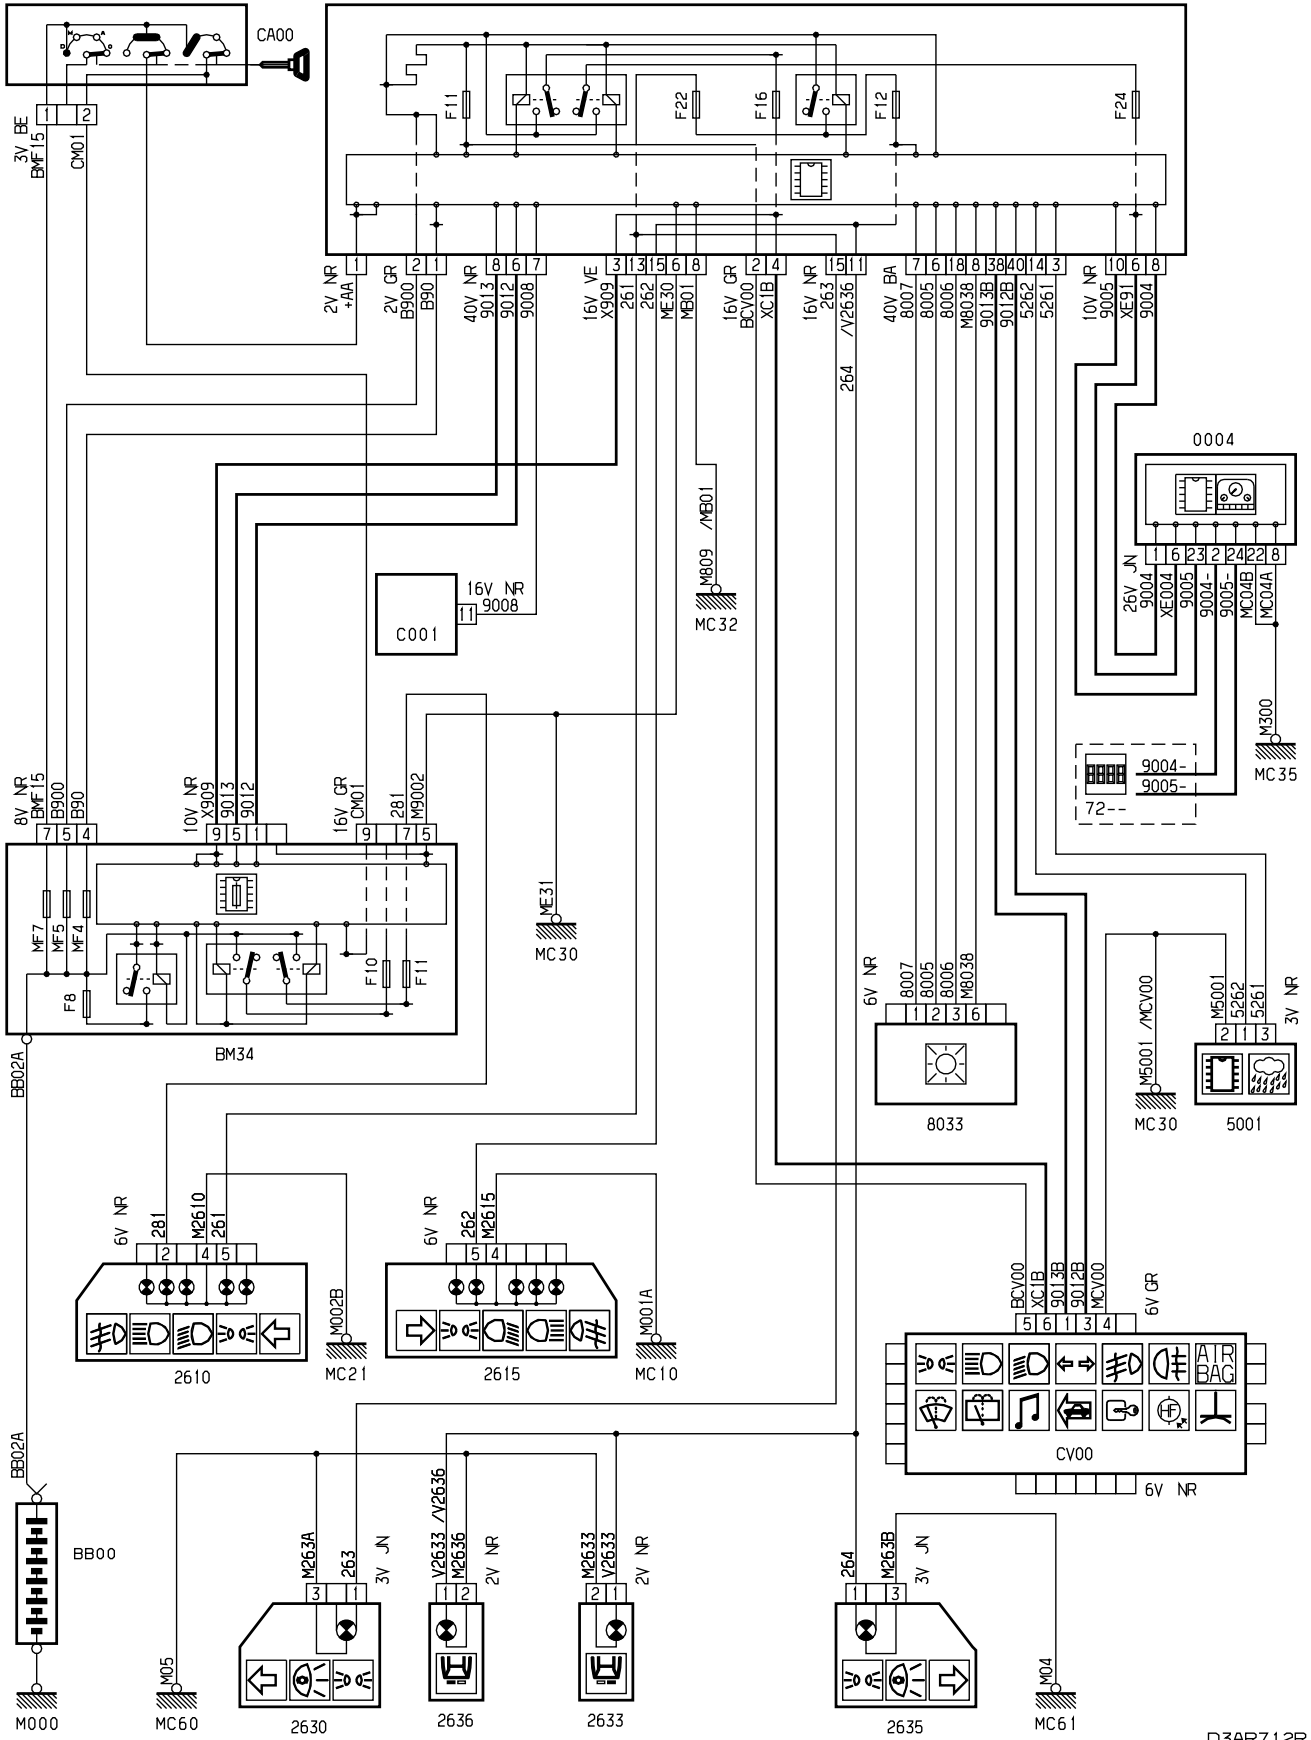 CA00
M A
D O
1 2
3V BE
BMF15
CM01
F11
F22
F16
F12
F24
1 2 1 8 6 7 3 13 15 6 8 2 4 15 11 7 6 18 8 38 40 14 3 10 6 8
2V NR
+AA
2V GR
B900
B90
40V NR
9013
9012
9008
16V VE
X909
261
262
ME30
MB01
16V GR
BCV00
XC1B
16V NR
263
264 /V2636
40V BA
8007
8005
8006
M8038
9013B
9012B
5262
5261
10V NR
9005
XE91
9004
0004
1 6 23 2 24 22 8
26V JN
9004
XE004
9005
9004-
9005-
MC04B
MC04A
M809 /MB01
MC32
16V NR
9008
11
C001
M300
MC35
9004-
9005-
72--
8V NR
BMF15
B900
B90
10V NR
X909
9013
9012
16V GR
CM01
281
M9002
7 5 4 9 5 1 9 7 5
MF7
MF5
MF4
F8
F10
F11
BM34
BB02A
ME31
MC30
6V NR
8007
8005
8006
M8038
1 2 3 6
8033
M5001 /MCV00
MC30
M5001
5262
5261
3V NR
2 1 3
5001
6V NR
281
M2610
261
2 4 5
2610
M002B
MC21
6V NR
262
M2615
5 4
2615
M001A
MC10
BCV00
XC1B
9013B
9012B
MCV00
6V GR
5 6 1 3 4
AIR
BAG
HF
CV00
6V NR
BB02A
BB00
M000
M05
MC60
M263A
263
3V JN
3 1
2630
V2633 /V2636
M2636
2V NR
1 2
2636
M2633
V2633
2V NR
2 1
2633
264
M263B
3V JN
1 3
2635
M04
MC61
D3AR712R